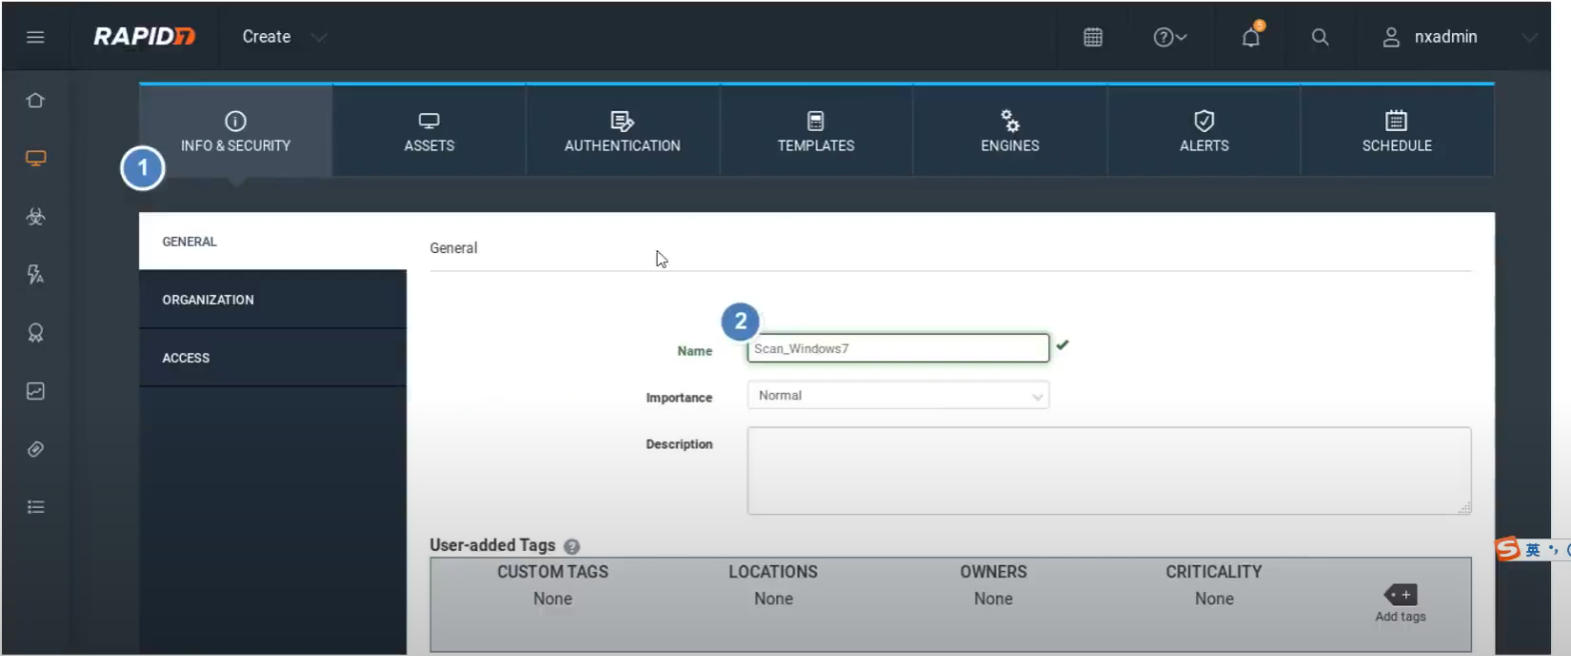 RAPID7 Create nxadmin
INFO & SECURITY ASSETS AUTHENTICATION TEMPLATES ENGINES ALERTS SCHEDULE
1
GENERAL
ORGANIZATION
ACCESS
General
2
Name Scan_Windows7
Importance Normal
Description
User-added Tags ?
CUSTOM TAGS LOCATIONS OWNERS CRITICALITY
None None None None
Add tags
S 英